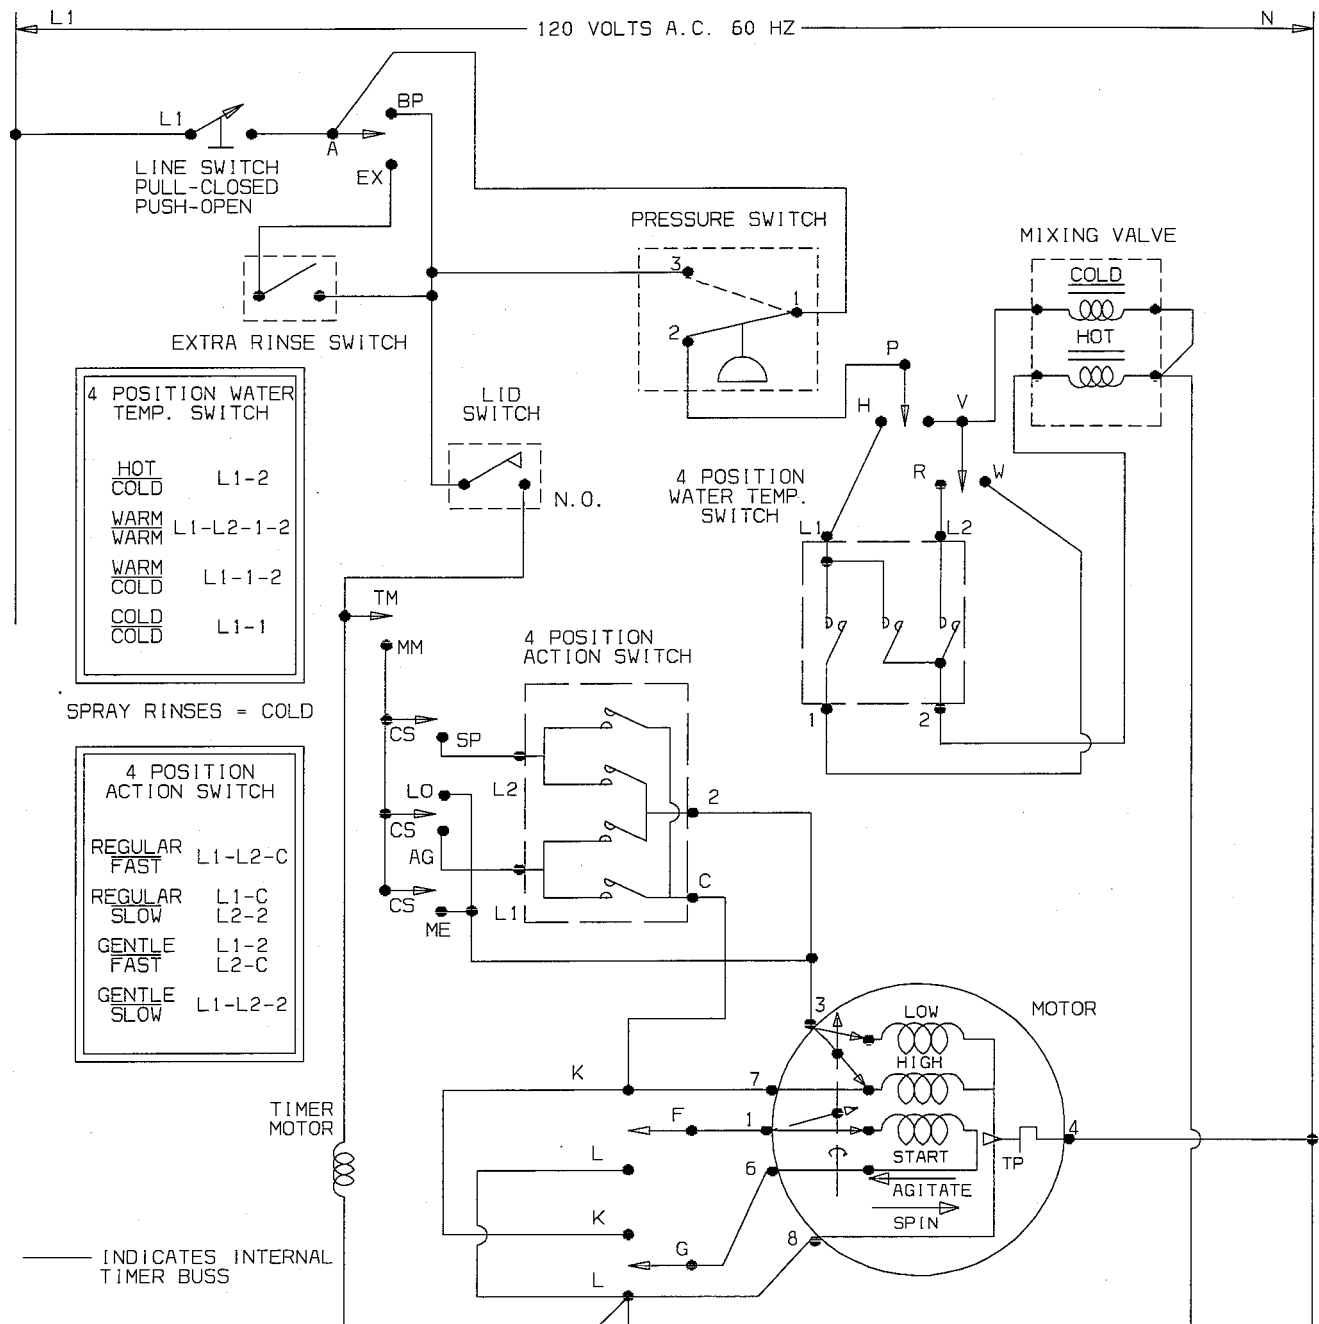 L1
120 VOLTS A.C. 60 HZ
N
L1
A
BP
EX
LINE SWITCH
PULL-CLOSED
PUSH-OPEN
PRESSURE SWITCH
3
1
2
MIXING VALVE
COLD
HOT
EXTRA RINSE SWITCH
4 POSITION WATER
TEMP. SWITCH
HOT
COLD
L1-2
WARM
WARM
L1-L2-1-2
WARM
COLD
L1-1-2
COLD
COLD
L1-1
SPRAY RINSES = COLD
LID
SWITCH
N.O.
P
H
V
R
W
4 POSITION
WATER TEMP.
SWITCH
L1
L2
1
2
TM
MM
CS
SP
LO
CS
AG
CS
ME
4 POSITION
ACTION SWITCH
L2
L1
2
C
4 POSITION
ACTION SWITCH
REGULAR
FAST
L1-L2-C
REGULAR
SLOW
L1-C
L2-2
GENTLE
FAST
L1-2
L2-C
GENTLE
SLOW
L1-L2-2
3
LOW
MOTOR
HIGH
K
7
TIMER
MOTOR
F
1
START
TP
4
L
6
AGITATE
SPIN
K
8
G
L
INDICATES INTERNAL
TIMER BUSS